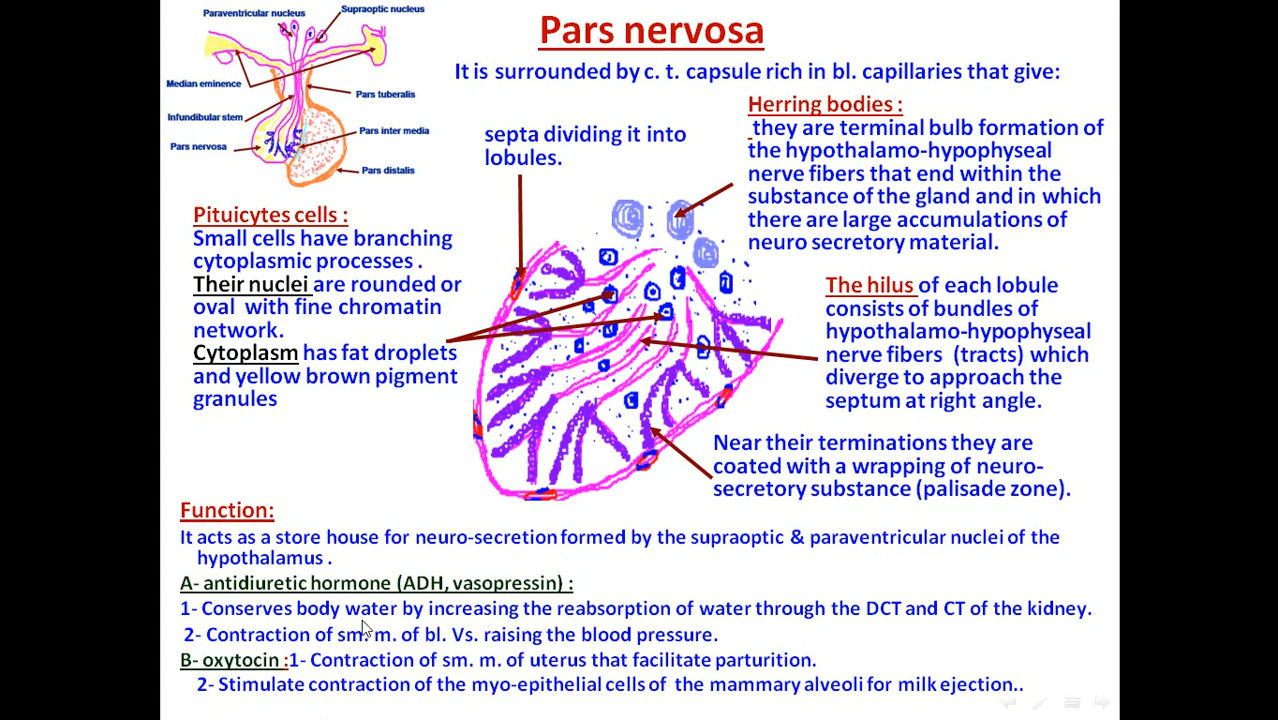 Paraventricular nucleus
Supraoptic nucleus
Median eminence
Pars tuberalis
Infundibular stem
Pars inter media
Pars nervosa
Pars distalis
Pars nervosa
It is surrounded by c. t. capsule rich in bl. capillaries that give:
septa dividing it into
lobules.
Herring bodies :
they are terminal bulb formation of
the hypothalamo-hypophyseal
nerve fibers that end within the
substance of the gland and in which
there are large accumulations of
neuro secretory material.
Pituicytes cells :
Small cells have branching
cytoplasmic processes .
Their nuclei are rounded or
oval with fine chromatin
network.
Cytoplasm has fat droplets
and yellow brown pigment
granules
The hilus of each lobule
consists of bundles of
hypothalamo-hypophyseal
nerve fibers (tracts) which
diverge to approach the
septum at right angle.
Near their terminations they are
coated with a wrapping of neuro-
secretory substance (palisade zone).
Function:
It acts as a store house for neuro-secretion formed by the supraoptic & paraventricular nuclei of the
hypothalamus .
A- antidiuretic hormone (ADH, vasopressin) :
1- Conserves body water by increasing the reabsorption of water through the DCT and CT of the kidney.
2- Contraction of sm. m. of bl. Vs. raising the blood pressure.
B- oxytocin :1- Contraction of sm. m. of uterus that facilitate parturition.
2- Stimulate contraction of the myo-epithelial cells of the mammary alveoli for milk ejection..